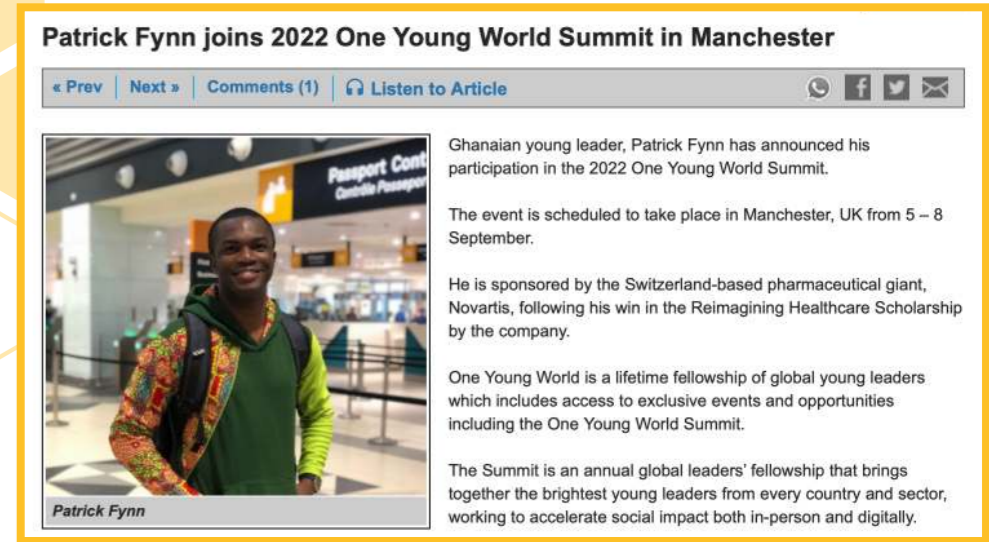 Patrick Fynn joins 2022 One Young World Summit in Manchester
« Prev
Next »
Comments (1)
Listen to Article
Passport Cont
Contrôle Passepor
Patrick Fynn
Ghanaian young leader, Patrick Fynn has announced his
participation in the 2022 One Young World Summit.
The event is scheduled to take place in Manchester, UK from 5 – 8
September.
He is sponsored by the Switzerland-based pharmaceutical giant,
Novartis, following his win in the Reimagining Healthcare Scholarship
by the company.
One Young World is a lifetime fellowship of global young leaders
which includes access to exclusive events and opportunities
including the One Young World Summit.
The Summit is an annual global leaders' fellowship that brings
together the brightest young leaders from every country and sector,
working to accelerate social impact both in-person and digitally.